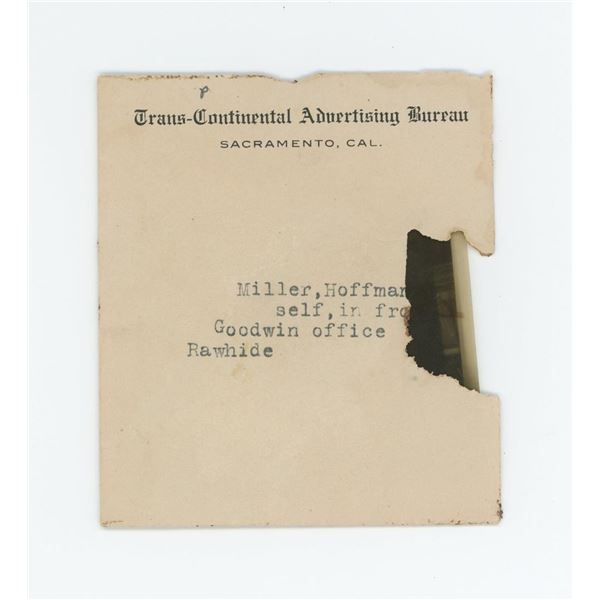 p
Trans-Continental Advertising Bureau
SACRAMENTO, CAL.
Miller,Hoffman
self,in fro
Goodwin office
Rawhide